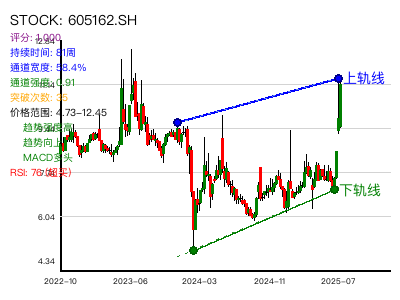 STOCK: 605162.SH
评分: 1.000
持续时间: 81周
通道宽度: 58.4%
通道强度: 0.91
突破次数: 35
价格范围: 4.73–12.45
趋势强度高
趋势向上
MACD多头
RSI: 76.0(超买)
上轨线
下轨线
6.04
4.34
2022-10
2023-06
2024-03
2024-11
2025-07